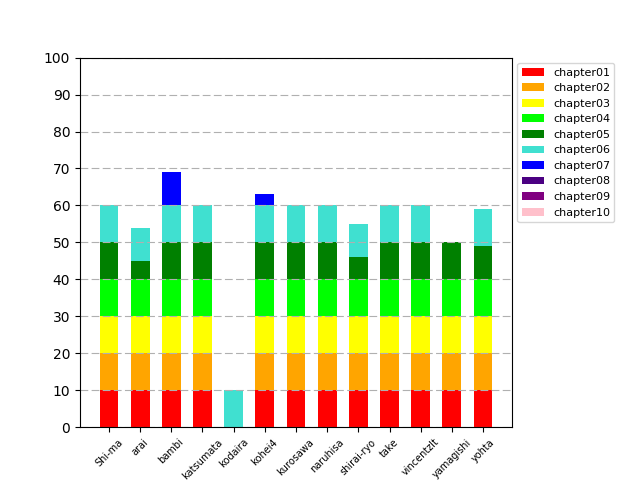 100
90
80
70
60
50
40
30
20
10
0
Shi-ma
arai
bambi
katsumata
kodaira
kohei4
kurosawa
naruhisa
shirai-ryo
take
vincentzlt
yamagishi
yohta
chapter01
chapter02
chapter03
chapter04
chapter05
chapter06
chapter07
chapter08
chapter09
chapter10